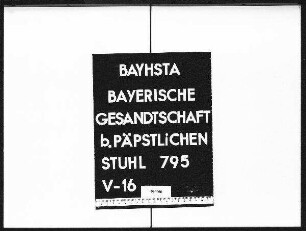 BAYHSTA
BAYERISCHE
GESANDTSCHAFT
b. PÄPSTLiCHEN
STUHL 795
V-16